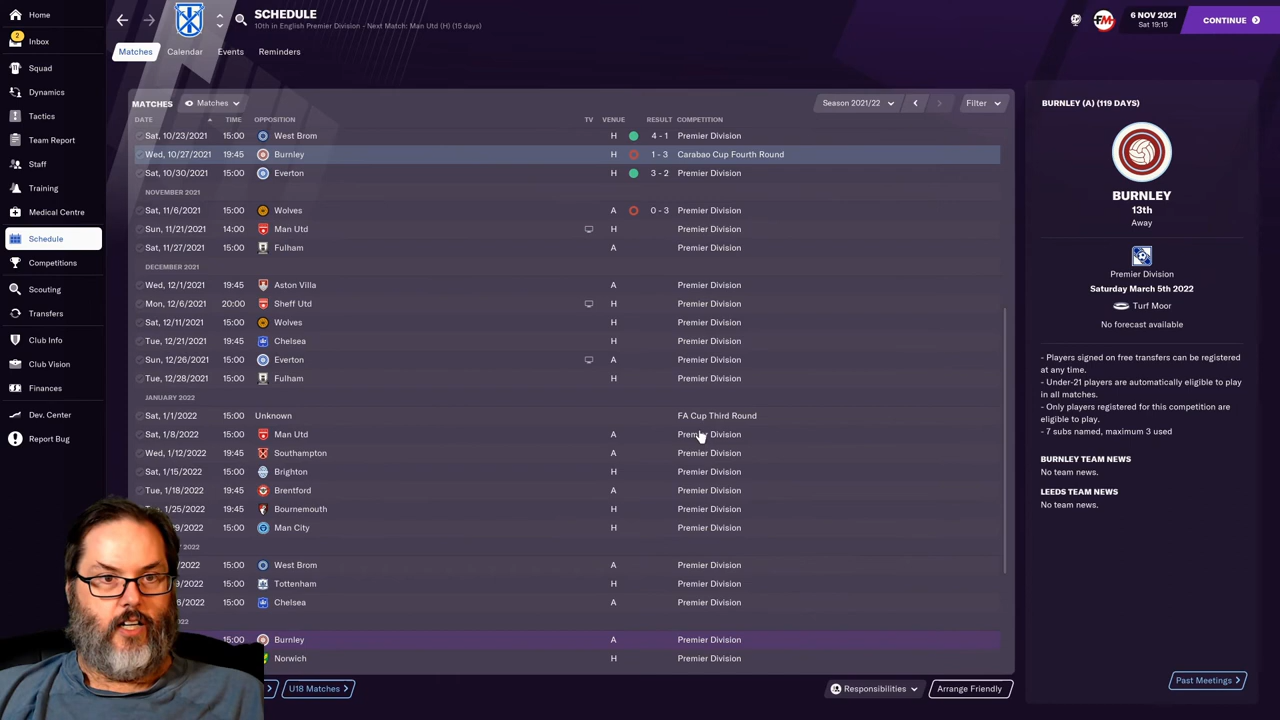 Home
SCHEDULE
10th in English Premier Division - Next Match: Man Utd (H) (15 days)
6 NOV 2021
Sat 19:15
CONTINUE
2
Inbox
Matches
Calendar
Events
Reminders
Squad
Dynamics
Tactics
Team Report
Staff
Training
Medical Centre
Schedule
Competitions
Scouting
Transfers
Club Info
Club Vision
Finances
Dev. Center
Report Bug
MATCHES
Matches
Season 2021/22
Filter
DATE TIME OPPOSITION TV VENUE RESULT COMPETITION
Sat, 10/23/2021 15:00 West Brom H 4 - 1 Premier Division
Wed, 10/27/2021 19:45 Burnley H 1 - 3 Carabao Cup Fourth Round
Sat, 10/30/2021 15:00 Everton H 3 - 2 Premier Division
NOVEMBER 2021
Sat, 11/6/2021 15:00 Wolves A 0 - 3 Premier Division
Sun, 11/21/2021 14:00 Man Utd H Premier Division
Sat, 11/27/2021 15:00 Fulham A Premier Division
DECEMBER 2021
Wed, 12/1/2021 19:45 Aston Villa A Premier Division
Mon, 12/6/2021 20:00 Sheff Utd H Premier Division
Sat, 12/11/2021 15:00 Wolves H Premier Division
Tue, 12/21/2021 19:45 Chelsea H Premier Division
Sun, 12/26/2021 15:00 Everton A Premier Division
Tue, 12/28/2021 15:00 Fulham H Premier Division
JANUARY 2022
Sat, 1/1/2022 15:00 Unknown FA Cup Third Round
Sat, 1/8/2022 15:00 Man Utd A Premier Division
Wed, 1/12/2022 19:45 Southampton A Premier Division
Sat, 1/15/2022 15:00 Brighton H Premier Division
Tue, 1/18/2022 19:45 Brentford A Premier Division
1/25/2022 19:45 Bournemouth H Premier Division
15:00 Man City H Premier Division
2022
15:00 West Brom A Premier Division
15:00 Tottenham H Premier Division
15:00 Chelsea A Premier Division
15:00 Burnley A Premier Division
Norwich H Premier Division
U18 Matches
Responsibilities
Arrange Friendly
BURNLEY (A) (119 DAYS)
BURNLEY
13th
Away
Premier Division
Saturday March 5th 2022
Turf Moor
No forecast available
- Players signed on free transfers can be registered
at any time.
- Under-21 players are automatically eligible to play
in all matches.
- Only players registered for this competition are
eligible to play.
- 7 subs named, maximum 3 used
BURNLEY TEAM NEWS
No team news.
LEEDS TEAM NEWS
No team news.
Past Meetings